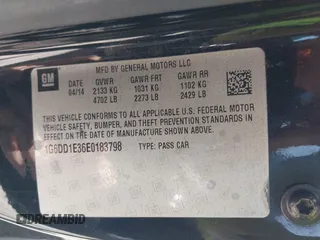 GM
MFD BY GENERAL MOTORS LLC
DATE GVWR GAWR FRT GAWR RR
04/14 2133 KG 1031 KG 1102 KG
4702 LB 2273 LB 2429 LB
THIS VEHICLE CONFORMS TO ALL APPLICABLE U.S. FEDERAL MOTOR
VEHICLE SAFETY, BUMPER, AND THEFT PREVENTION STANDARDS IN
EFFECT ON THE DATE OF MANUFACTURE SHOWN ABOVE.
1G6DD1E36E0183798 TYPE: PASS CAR
DREAMBID